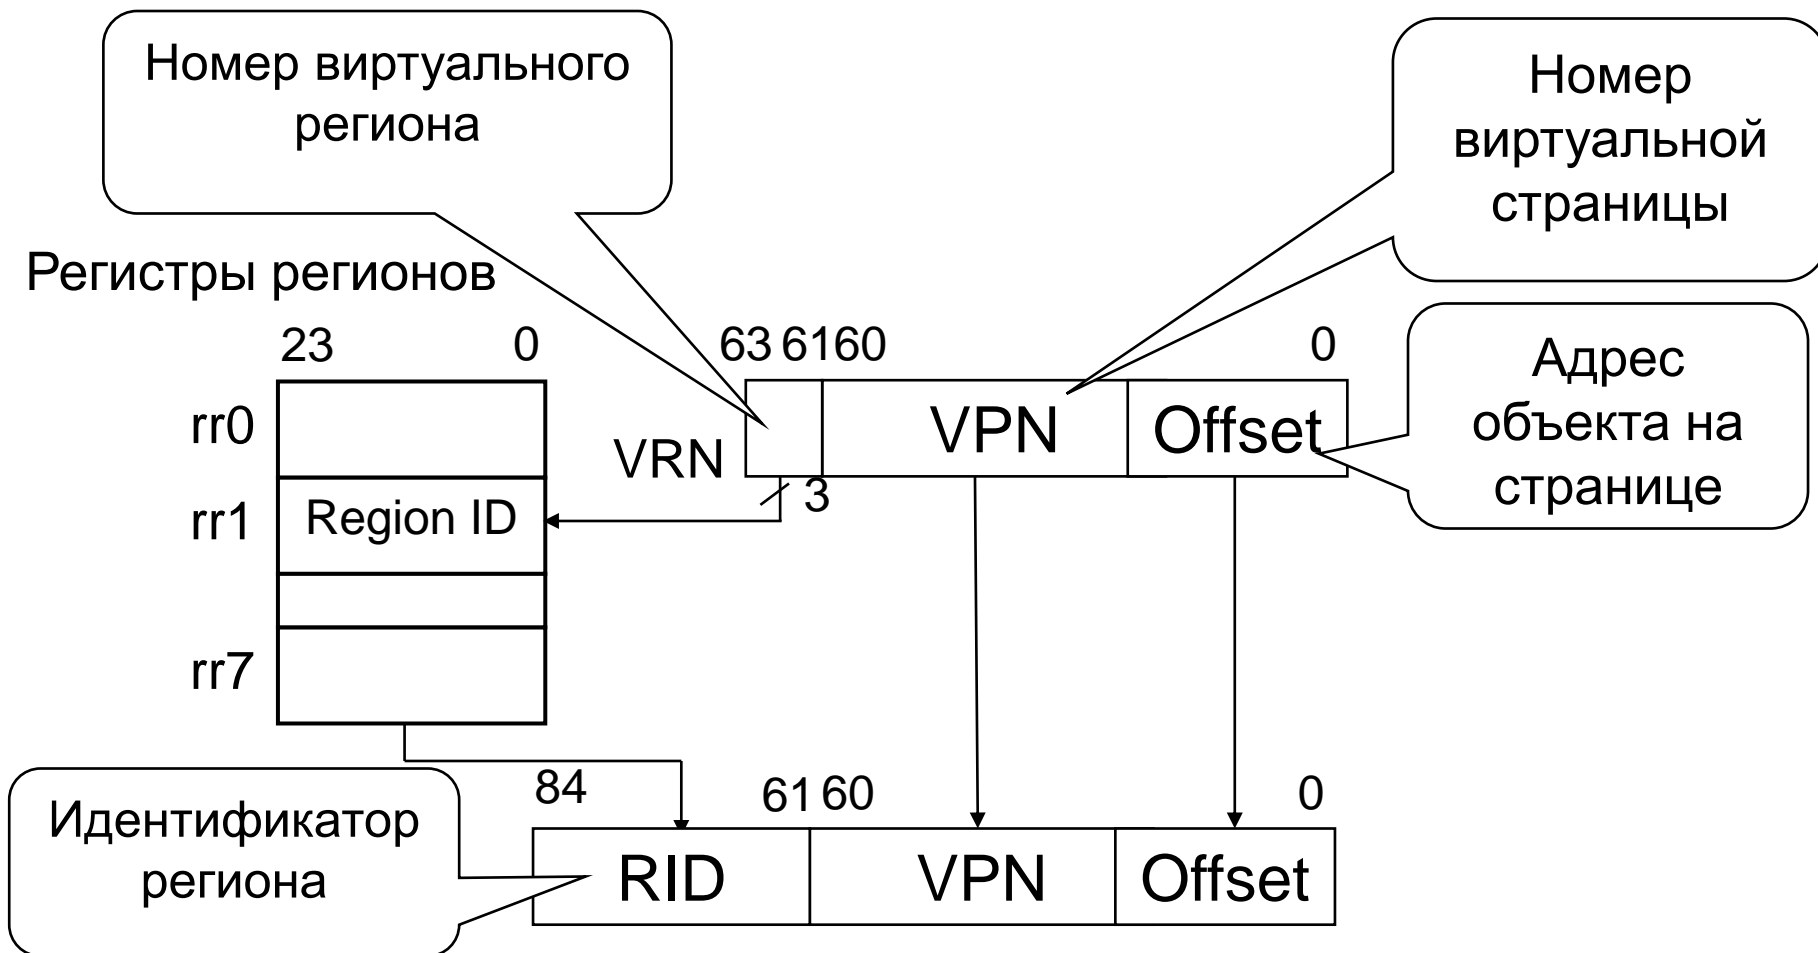 Номер виртуального
региона
Номер
виртуальной
страницы
Регистры регионов
23 0
63 61 60 0
Адрес
объекта на
странице
rr0
VRN
VPN
Offset
3
rr1
Region ID
rr7
84
61 60
0
Идентификатор
региона
RID
VPN
Offset